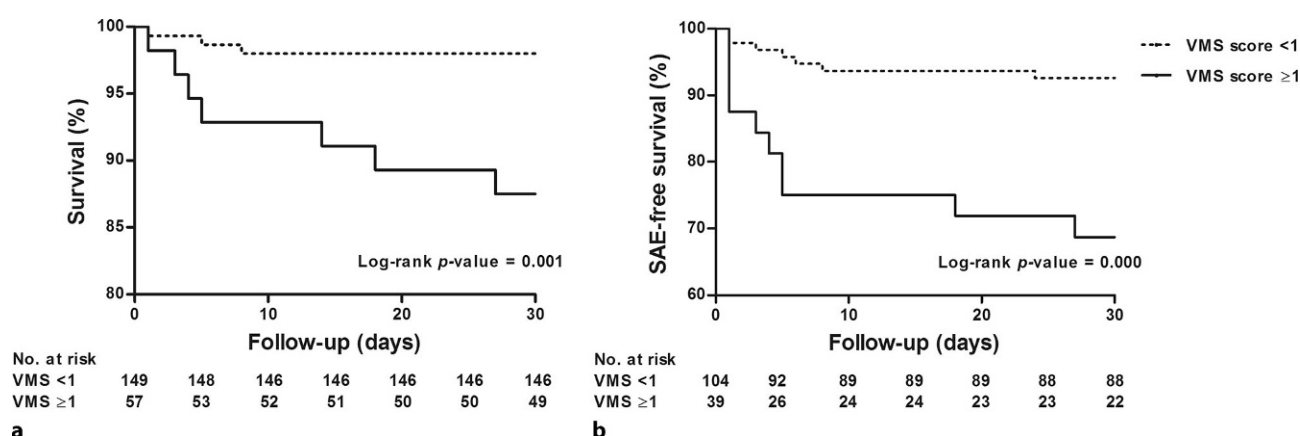 100
95
90
85
80
Survival (%)
Log-rank p-value = 0.001
0 10 20 30
Follow-up (days)
No. at risk
VMS <1 149 148 146 146 146 146 146
VMS ≥1 57 53 52 51 50 50 49
a
100
90
80
70
60
SAE-free survival (%)
VMS score <1
VMS score ≥1
Log-rank p-value = 0.000
0 10 20 30
Follow-up (days)
No. at risk
VMS <1 104 92 89 89 89 88 88
VMS ≥1 39 26 24 24 23 23 22
b